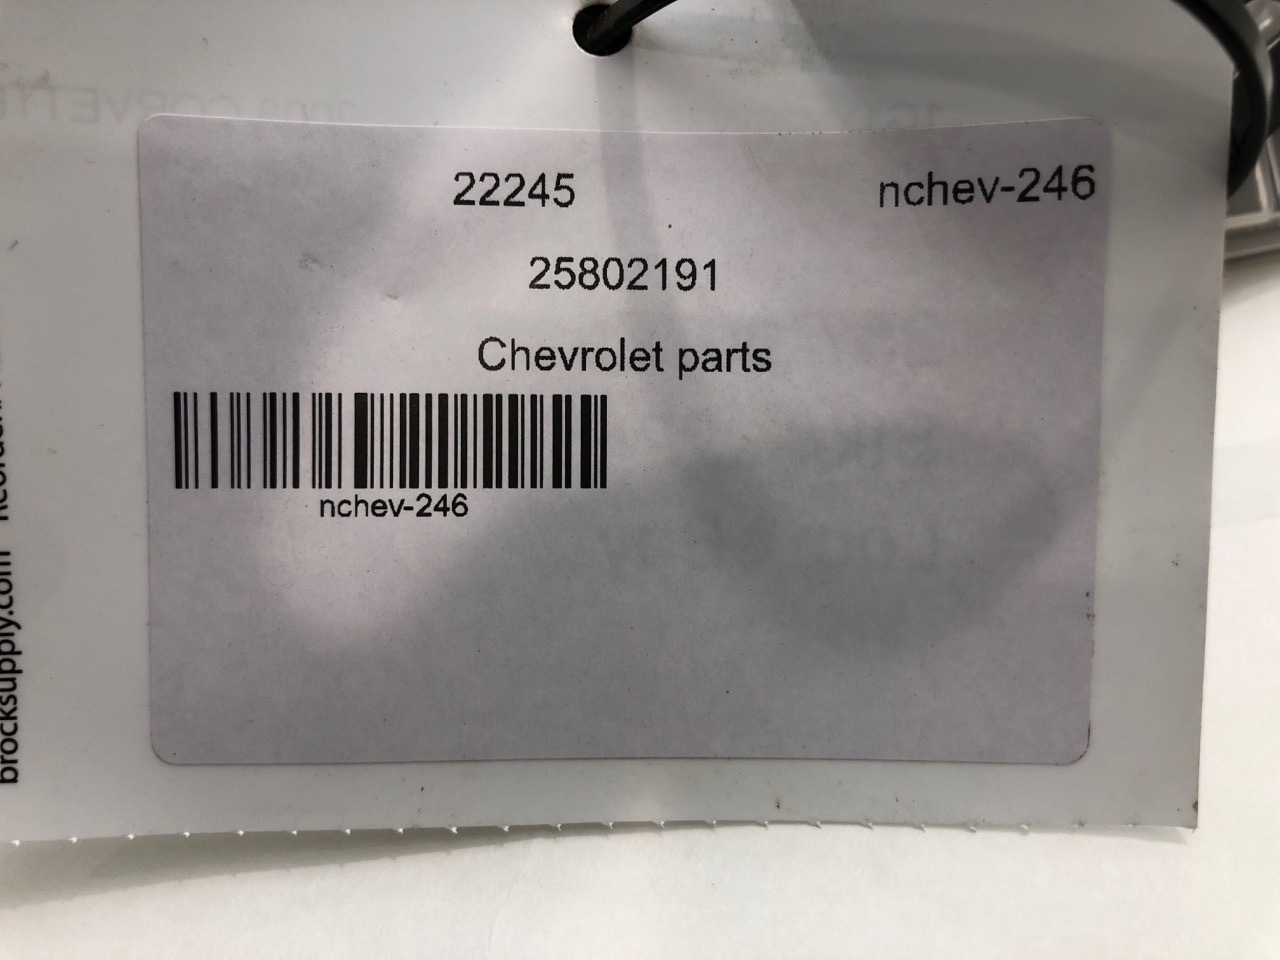 22245 nchev-246
25802191
Chevrolet parts
nchev-246
brocksupply.com